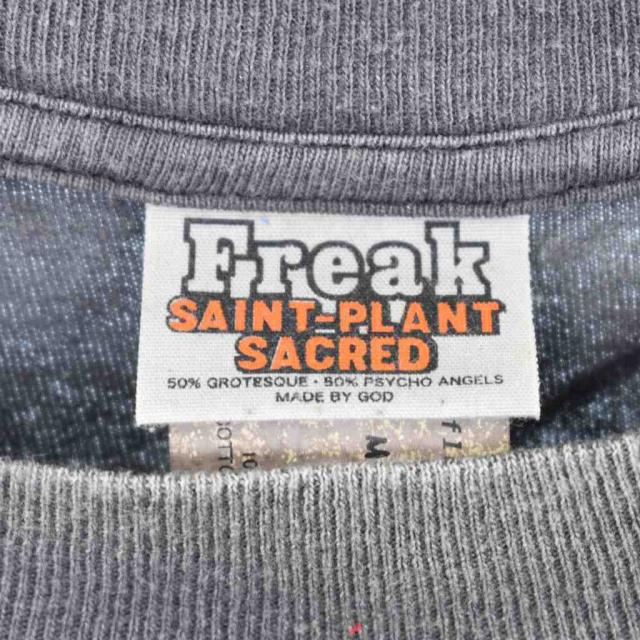 Freak
SAINT-PLANT
SACRED
50% GROTESQUE · 50% PSYCHO ANGELS
MADE BY GOD
M